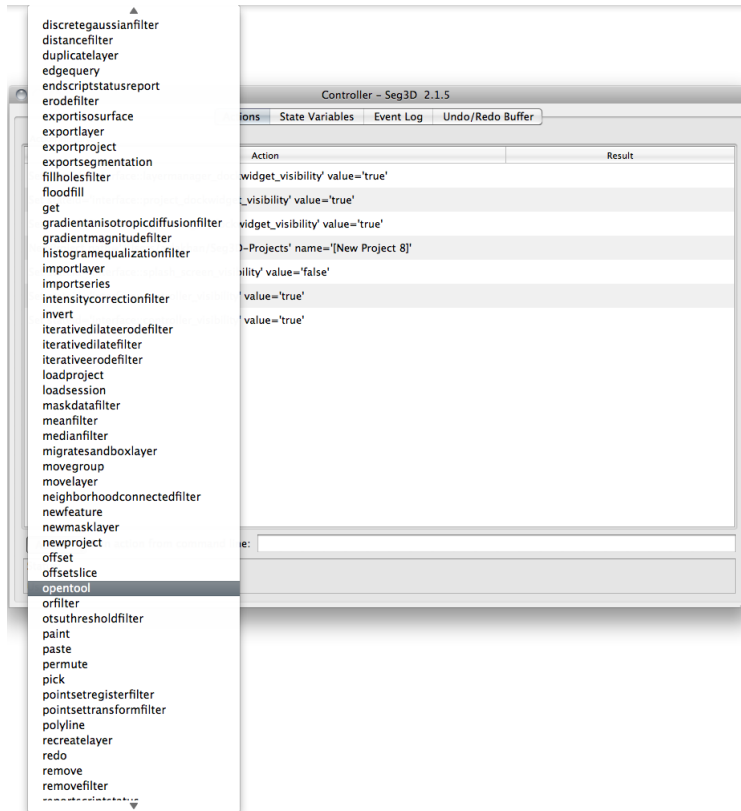 discretegaussianfilter
distancefilter
duplicatelayer
edgequery
endscriptstatusreport
erodefilter
exportisosurface
exportlayer
exportproject
exportsegmentation
fillholesfilter
floodfill
get
gradientanisotropicdiffusionfilter
gradientmagnitudefilter
histogramequalizationfilter
importlayer
importseries
intensitycorrectionfilter
invert
iterativedilateerodefilter
iterativedilatefilter
iterativeerodefilter
loadproject
loadsession
maskdatafilter
meanfilter
medianfilter
migratesandboxlayer
movegroup
movelayer
neighborhoodconnectedfilter
newfeature
newmasklayer
newproject
offset
offsetslice
opentool
orfilter
otsuthresholdfilter
paint
paste
permute
pick
pointsetregisterfilter
pointsettransformfilter
polyline
recreatelayer
redo
remove
removefilter
Controller - Seg3D 2.1.5
ions State Variables Event Log Undo/Redo Buffer
Action Result
widget_visibility' value='true'
_visibility' value='true'
widget_visibility' value='true'
D-Projects' name='[New Project 8]'
bility' value='false'
' value='true'
' value='true'
ne: